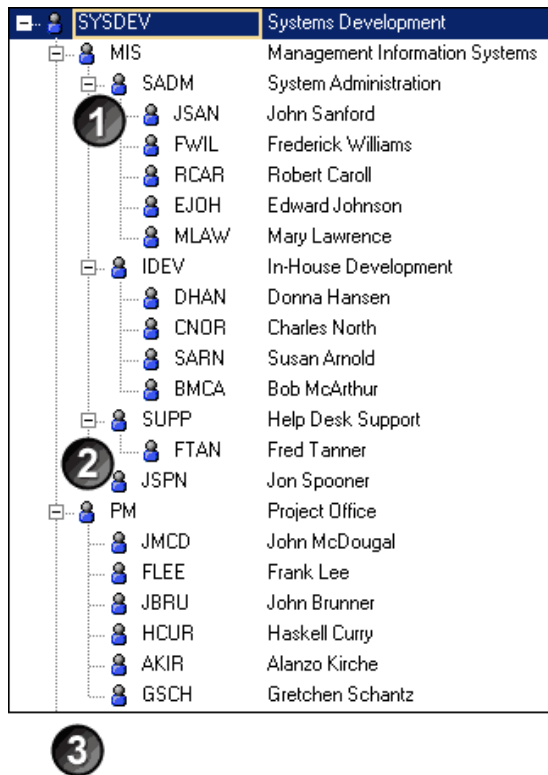 SYSDEV Systems Development
MIS Management Information Systems
SADM System Administration
1 JSAN John Sanford
FWIL Frederick Williams
RCAR Robert Caroll
EJOH Edward Johnson
MLAW Mary Lawrence
IDEV In-House Development
DHAN Donna Hansen
CNOR Charles North
SARN Susan Arnold
BMCA Bob McArthur
SUPP Help Desk Support
FTAN Fred Tanner
2 JSPN Jon Spooner
PM Project Office
JMCD John McDougal
FLEE Frank Lee
JBRU John Brunner
HCUR Haskell Curry
AKIR Alanzo Kirche
GSCH Gretchen Schantz
3